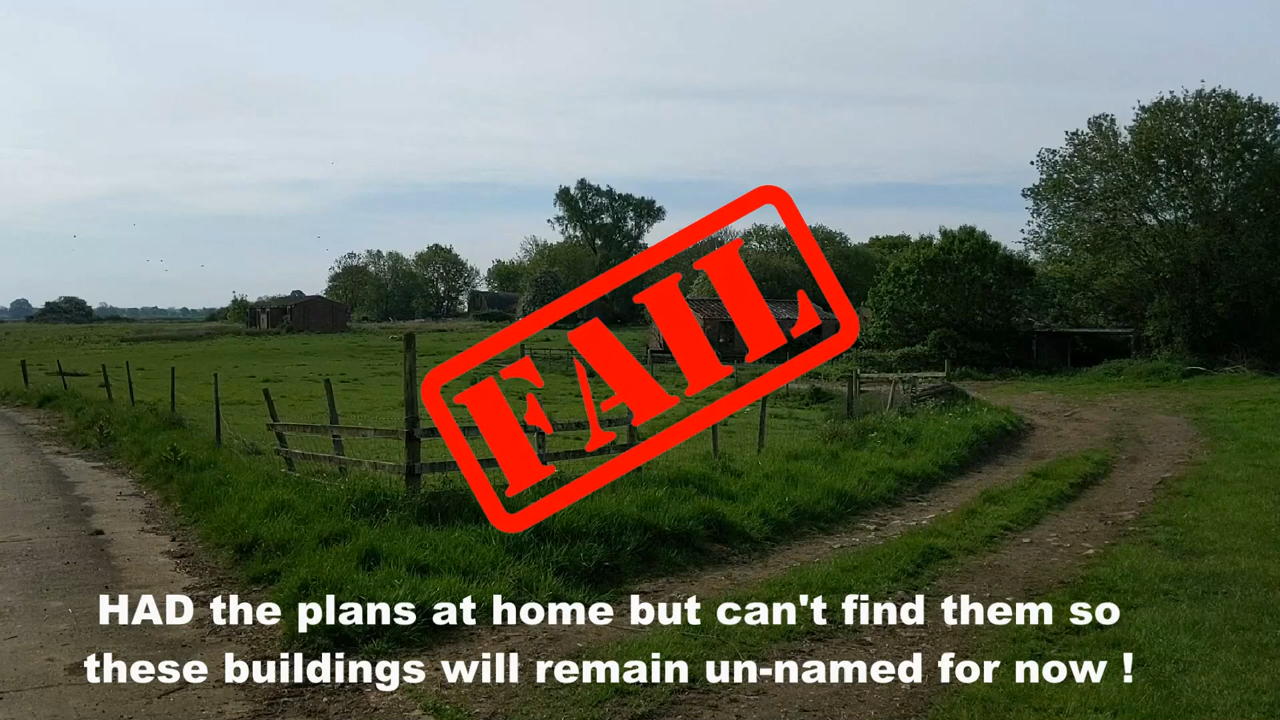 FAIL
HAD the plans at home but can't find them so
these buildings will remain un-named for now !